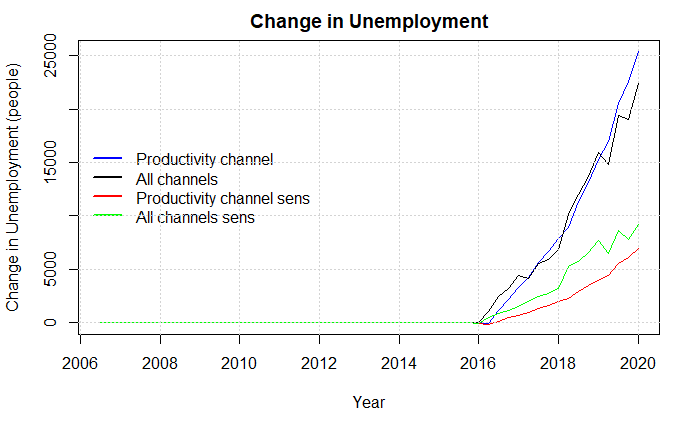 Change in Unemployment
Change in Unemployment (people)
25000
15000
5000
0
Productivity channel
All channels
Productivity channel sens
All channels sens
2006 2008 2010 2012 2014 2016 2018 2020
Year